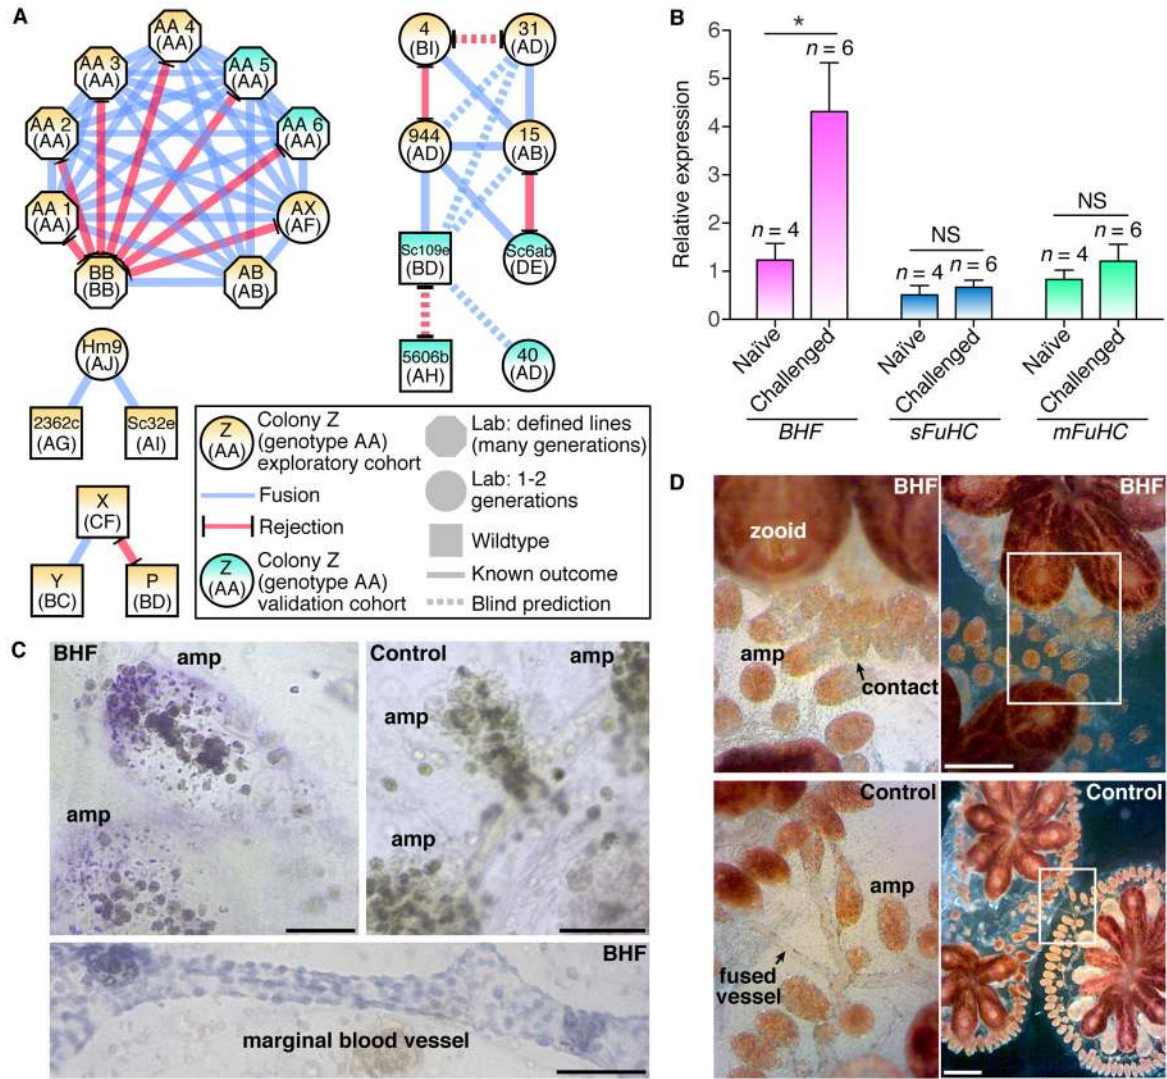 A
AA 4
(AA)
AA 3
(AA)
AA 5
(AA)
AA 2
(AA)
AA 6
(AA)
AA 1
(AA)
AX
(AF)
BB
(BB)
AB
(AB)
Hm9
(AJ)
2362c
(AG)
Sc32e
(AI)
X
(CF)
Y
(BC)
P
(BD)
4
(BI)
31
(AD)
944
(AD)
15
(AB)
Sc109e
(BD)
Sc6ab
(DE)
5606b
(AH)
40
(AD)
Z
(AA)
Colony Z
(genotype AA)
exploratory cohort
Fusion
Rejection
Z
(AA)
Colony Z
(genotype AA)
validation cohort
Lab: defined lines
(many generations)
Lab: 1-2
generations
Wildtype
Known outcome
Blind prediction
B
Relative expression
6
5
4
3
2
1
0
*
n = 4
n = 6
NS
n = 4
n = 6
NS
n = 4
n = 6
Naïve
Challenged
Naïve
Challenged
Naïve
Challenged
BHF
sFuHC
mFuHC
C
BHF
amp
amp
Control
amp
amp
amp
BHF
marginal blood vessel
D
BHF
zooid
amp
contact
BHF
Control
amp
fused
vessel
Control